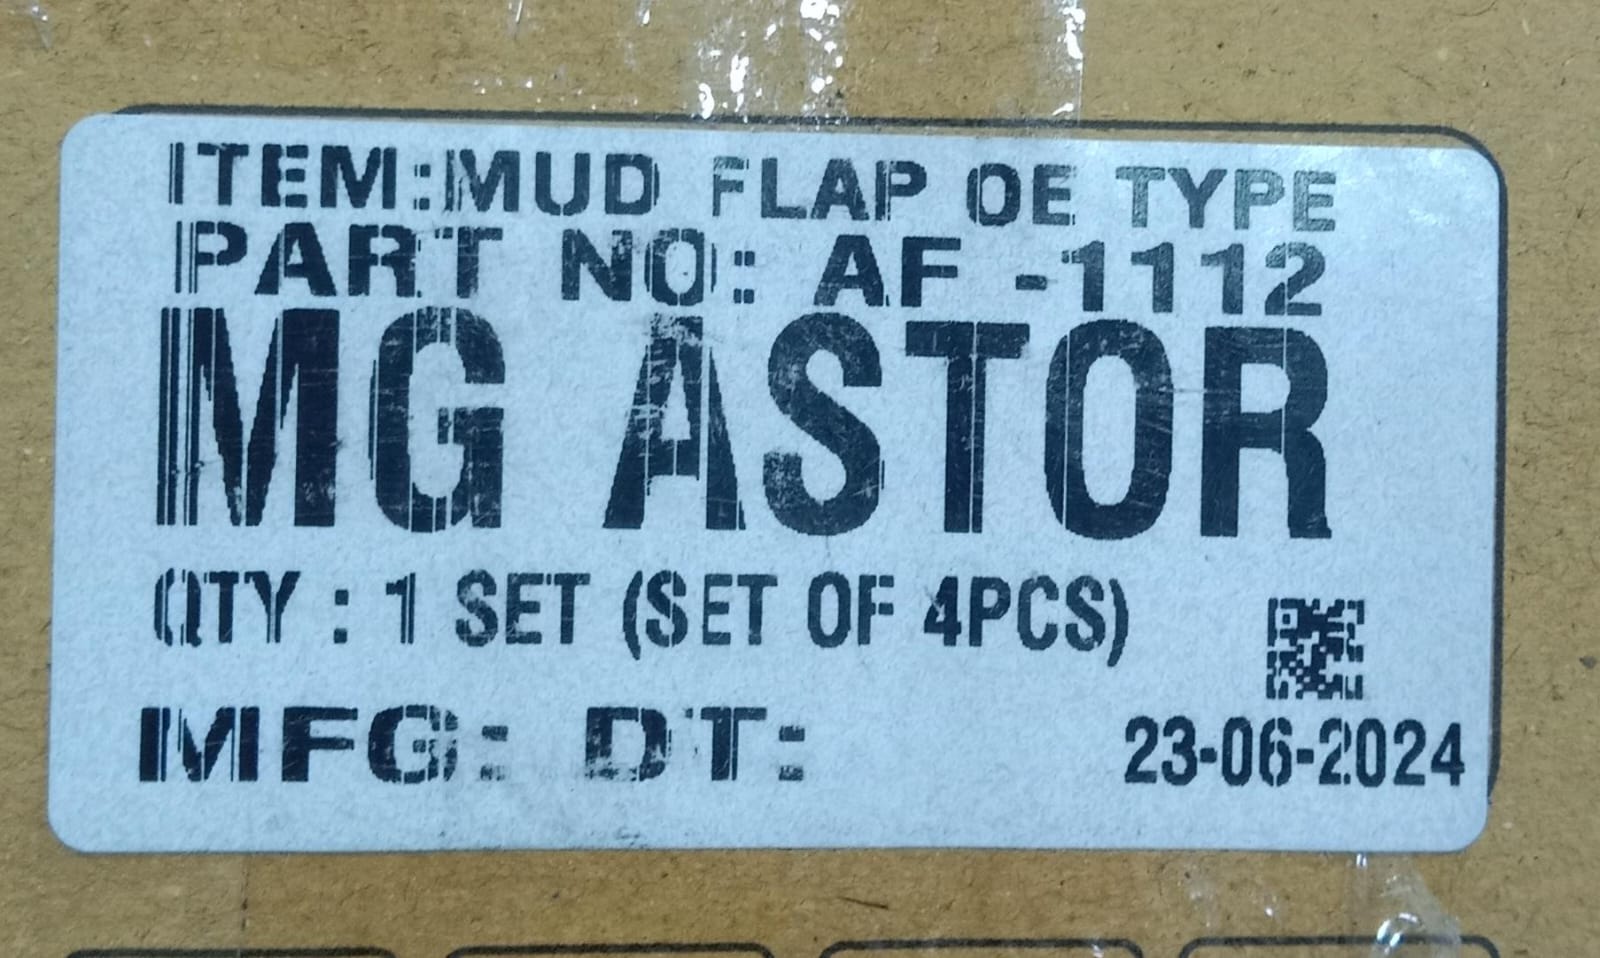 ITEM:MUD FLAP OE TYPE
PART NO: AF -1112
MG ASTOR
QTY : 1 SET (SET OF 4PCS)
MFG: DT: 23-06-2024